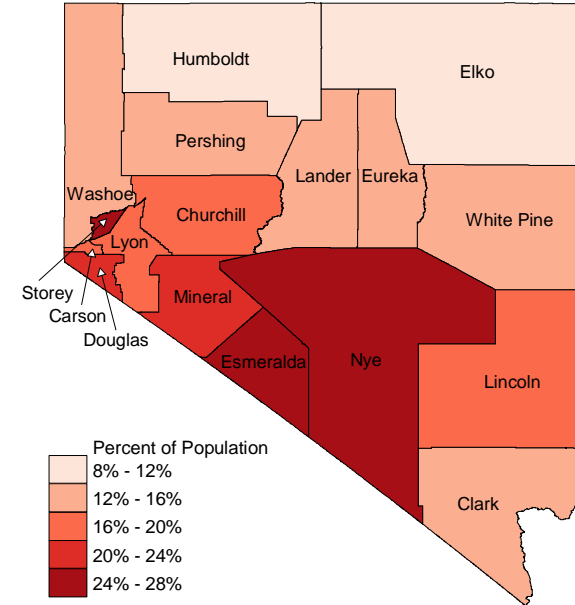 Humboldt
Elko
Pershing
Lander
Eureka
Washoe
Churchill
White Pine
Lyon
Storey
Carson
Mineral
Douglas
Esmeralda
Nye
Lincoln
Clark
Percent of Population
8% - 12%
12% - 16%
16% - 20%
20% - 24%
24% - 28%